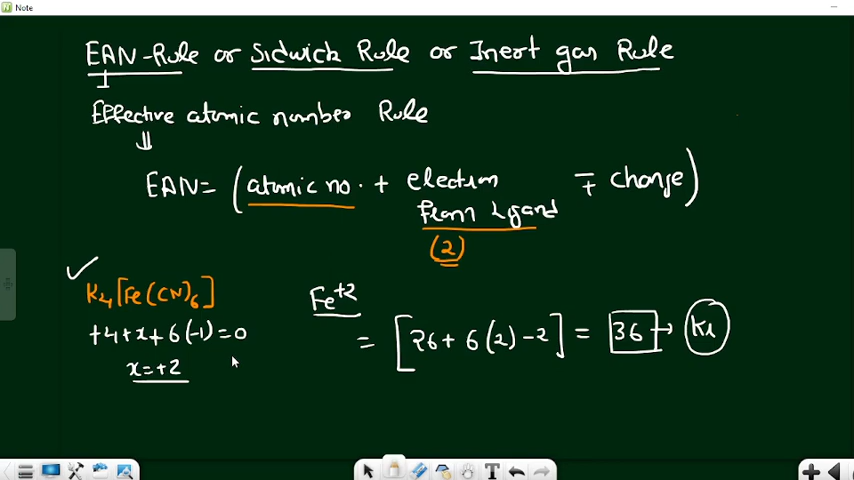 Note
EAN-Rule or Sidwick Rule or Inert gas Rule
Effective atomic number Rule
⇓
EAN= (atomic no. + electron from Ligand ∓ charge)
(2)
✓
K4[Fe(CN)6]
+4+x+6(-1)=0
x=+2
Fe+2
= [26+6(2)-2] = 36 → Kr
T